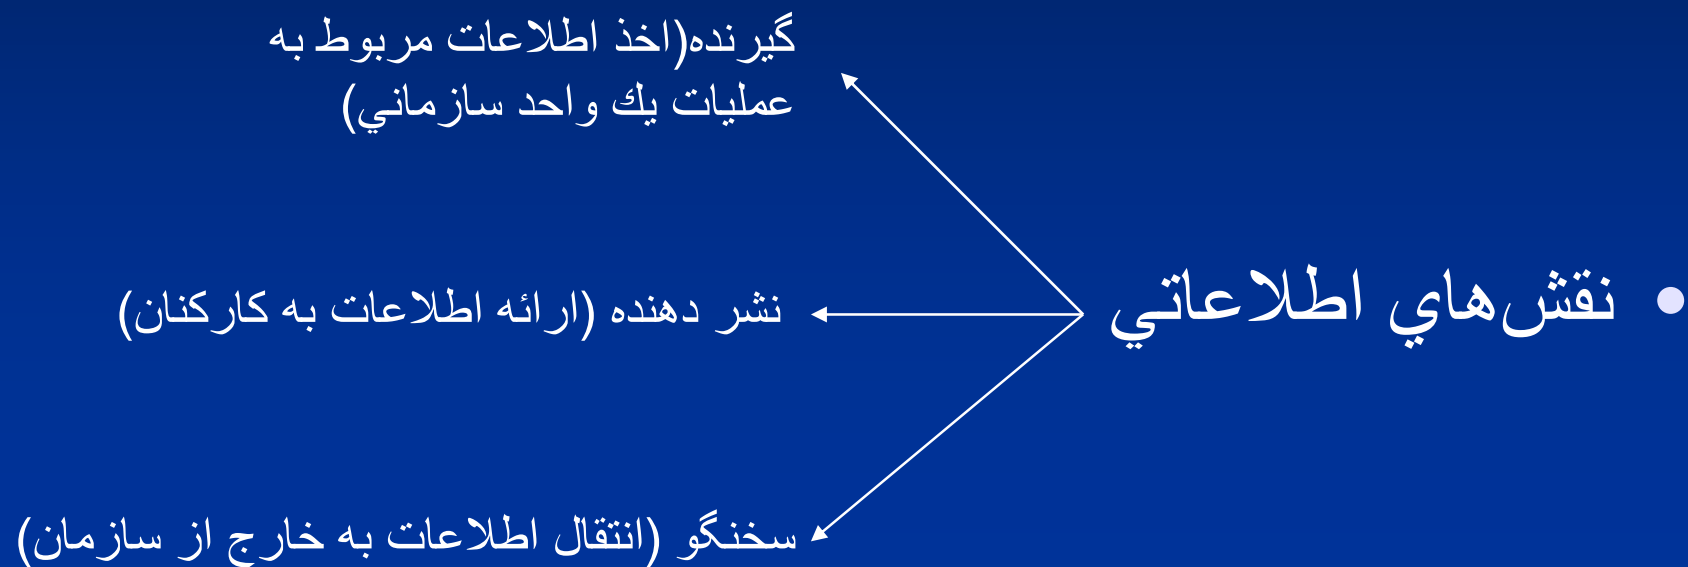 • نقش‌هاي اطلاعاتي
گيرنده(اخذ اطلاعات مربوط به
عمليات يك واحد سازماني)
نشر دهنده (ارائه اطلاعات به كاركنان)
سخنگو (انتقال اطلاعات به خارج از سازمان)